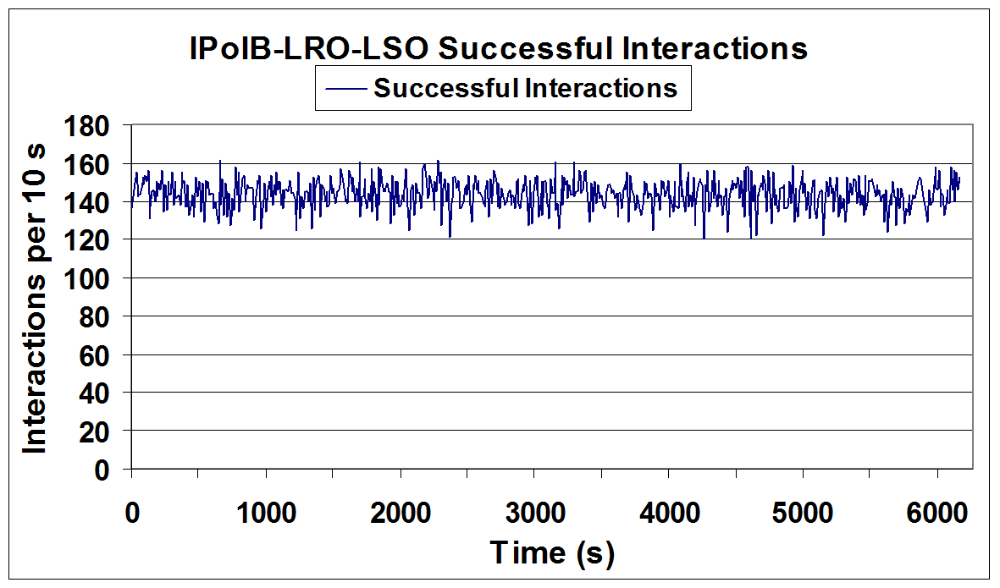 IPoIB-LRO-LSO Successful Interactions
Successful Interactions
Interactions per 10 s
180
160
140
120
100
80
60
40
20
0
0 1000 2000 3000 4000 5000 6000
Time (s)